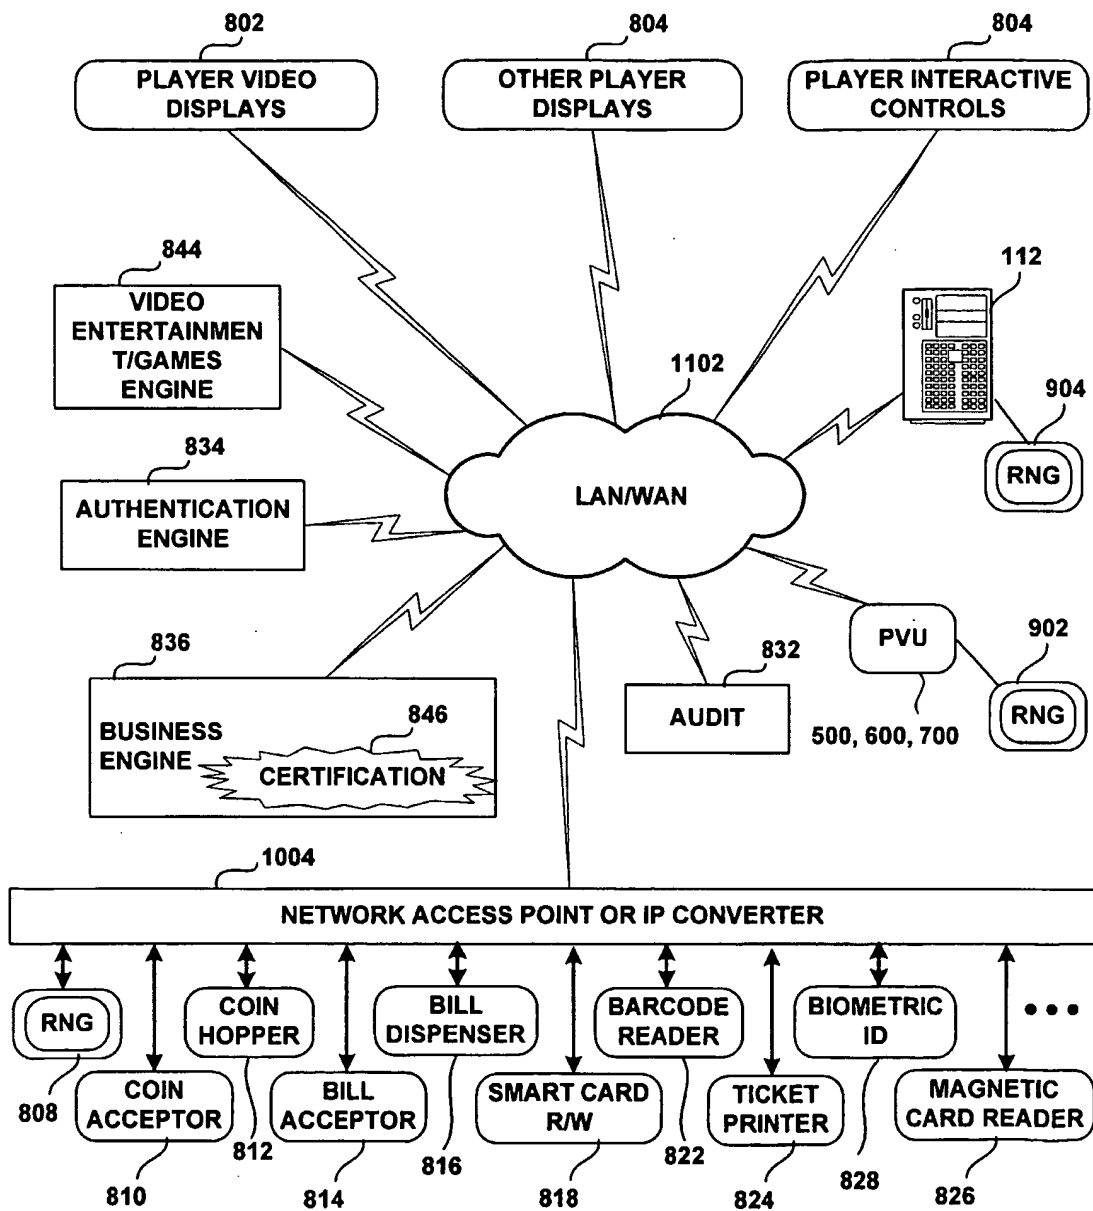 802
804
804
PLAYER VIDEO
DISPLAYS
OTHER PLAYER
DISPLAYS
PLAYER INTERACTIVE
CONTROLS
844
VIDEO
ENTERTAINMEN
T/GAMES
ENGINE
112
1102
904
RNG
LAN/WAN
834
AUTHENTICATION
ENGINE
836
BUSINESS
ENGINE
846
CERTIFICATION
832
AUDIT
PVU
500, 600, 700
902
RNG
1004
NETWORK ACCESS POINT OR IP CONVERTER
RNG
COIN
HOPPER
BILL
DISPENSER
BARCODE
READER
BIOMETRIC
ID
COIN
ACCEPTOR
BILL
ACCEPTOR
SMART CARD
R/W
TICKET
PRINTER
MAGNETIC
CARD READER
808
812
816
822
828
810
814
818
824
826